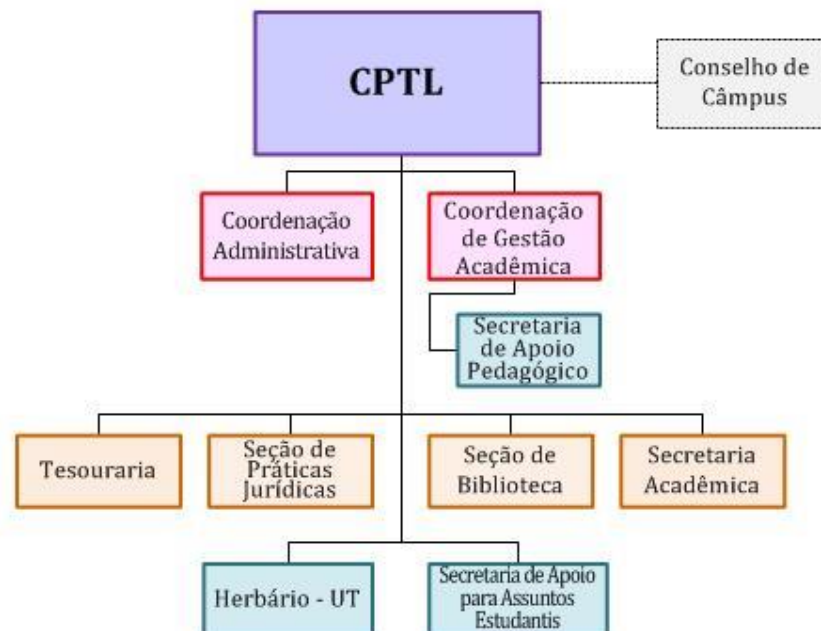 CPTL
Conselho de
Câmpus
Coordenação
Administrativa
Coordenação
de Gestão
Acadêmica
Secretaria
de Apoio
Pedagógico
Tesouraria
Seção de
Práticas
Jurídicas
Seção de
Biblioteca
Secretaria
Acadêmica
Herbário - UT
Secretaria de Apoio
para Assuntos
Estudantis